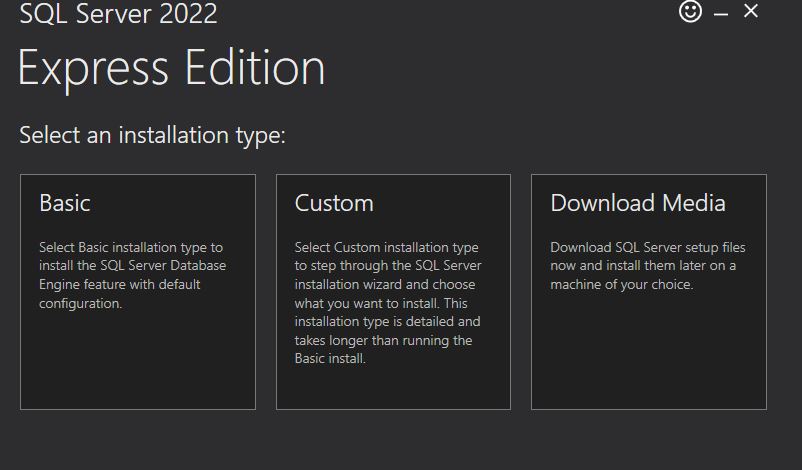 SQL Server 2022
Express Edition
Select an installation type:
Basic
Select Basic installation type to
install the SQL Server Database
Engine feature with default
configuration.
Custom
Select Custom installation type
to step through the SQL Server
installation wizard and choose
what you want to install. This
installation type is detailed and
takes longer than running the
Basic install.
Download Media
Download SQL Server setup files
now and install them later on a
machine of your choice.